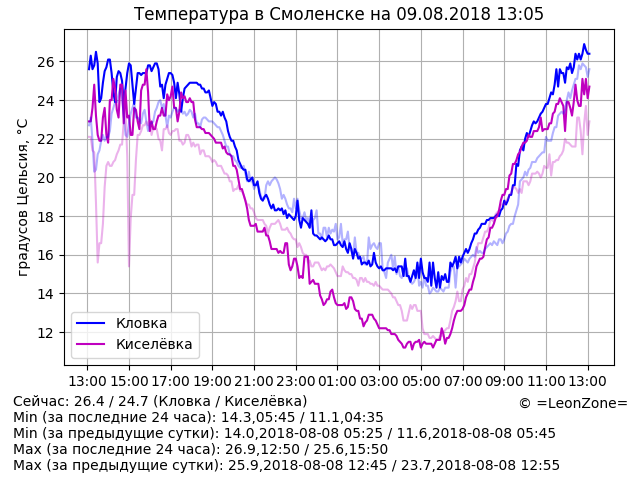 Температура в Смоленске на 09.08.2018 13:05
градусов Цельсия, °C
26
24
22
20
18
16
14
12
Кловка
Киселёвка
13:00 15:00 17:00 19:00 21:00 23:00 01:00 03:00 05:00 07:00 09:00 11:00 13:00
Сейчас: 26.4 / 24.7 (Кловка / Киселёвка)
© =LeonZone=
Min (за последние 24 часа): 14.3,05:45 / 11.1,04:35
Min (за предыдущие сутки): 14.0,2018-08-08 05:25 / 11.6,2018-08-08 05:45
Max (за последние 24 часа): 26.9,12:50 / 25.6,15:50
Max (за предыдущие сутки): 25.9,2018-08-08 12:45 / 23.7,2018-08-08 12:55